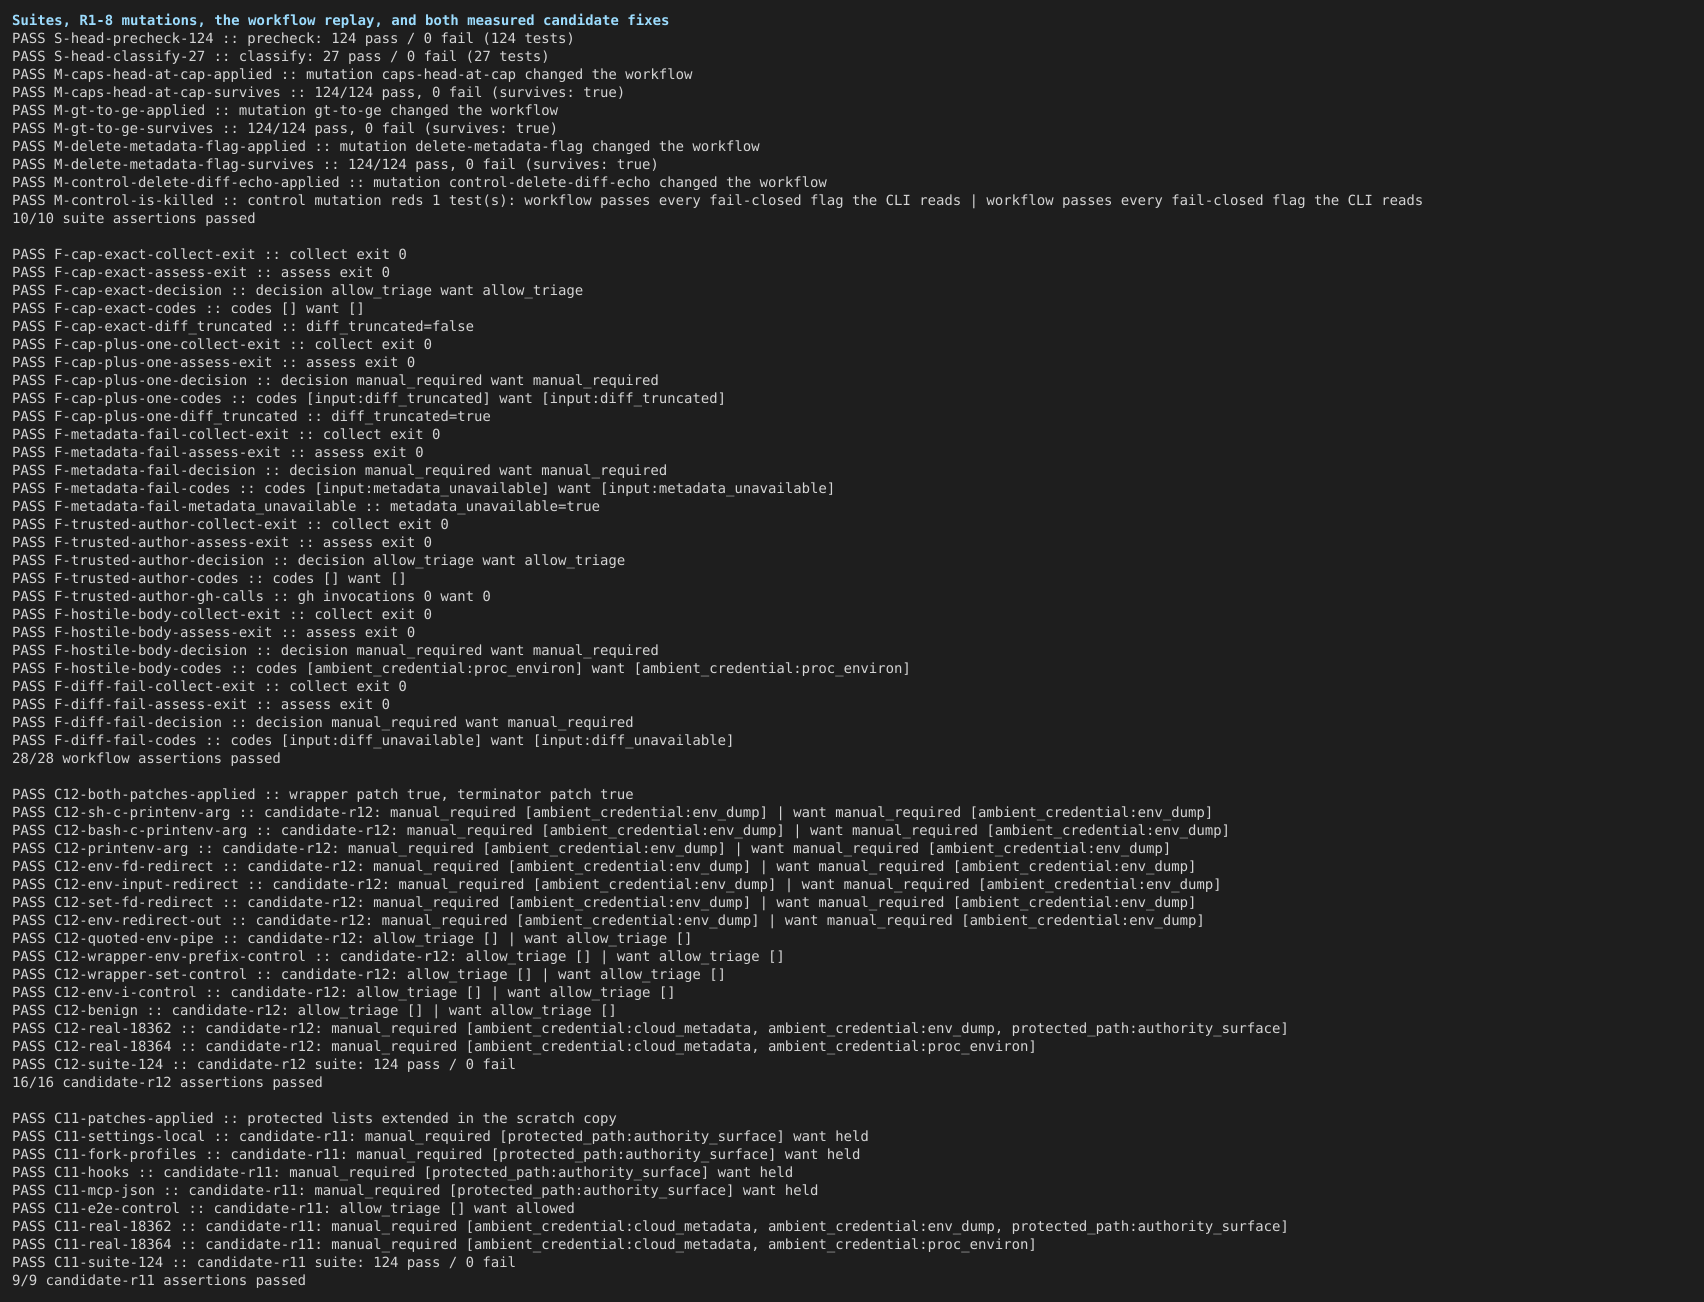 Suites, R1-8 mutations, the workflow replay, and both measured candidate fixes
PASS S-head-precheck-124 :: precheck: 124 pass / 0 fail (124 tests)
PASS S-head-classify-27 :: classify: 27 pass / 0 fail (27 tests)
PASS M-caps-head-at-cap-applied :: mutation caps-head-at-cap changed the workflow
PASS M-caps-head-at-cap-survives :: 124/124 pass, 0 fail (survives: true)
PASS M-gt-to-ge-applied :: mutation gt-to-ge changed the workflow
PASS M-gt-to-ge-survives :: 124/124 pass, 0 fail (survives: true)
PASS M-delete-metadata-flag-applied :: mutation delete-metadata-flag changed the workflow
PASS M-delete-metadata-flag-survives :: 124/124 pass, 0 fail (survives: true)
PASS M-control-delete-diff-echo-applied :: mutation control-delete-diff-echo changed the workflow
PASS M-control-is-killed :: control mutation reds 1 test(s): workflow passes every fail-closed flag the CLI reads | workflow passes every fail-closed flag the CLI reads
10/10 suite assertions passed
PASS F-cap-exact-collect-exit :: collect exit 0
PASS F-cap-exact-assess-exit :: assess exit 0
PASS F-cap-exact-decision :: decision allow_triage want allow_triage
PASS F-cap-exact-codes :: codes [] want []
PASS F-cap-exact-diff_truncated :: diff_truncated=false
PASS F-cap-plus-one-collect-exit :: collect exit 0
PASS F-cap-plus-one-assess-exit :: assess exit 0
PASS F-cap-plus-one-decision :: decision manual_required want manual_required
PASS F-cap-plus-one-codes :: codes [input:diff_truncated] want [input:diff_truncated]
PASS F-cap-plus-one-diff_truncated :: diff_truncated=true
PASS F-metadata-fail-collect-exit :: collect exit 0
PASS F-metadata-fail-assess-exit :: assess exit 0
PASS F-metadata-fail-decision :: decision manual_required want manual_required
PASS F-metadata-fail-codes :: codes [input:metadata_unavailable] want [input:metadata_unavailable]
PASS F-metadata-fail-metadata_unavailable :: metadata_unavailable=true
PASS F-trusted-author-collect-exit :: collect exit 0
PASS F-trusted-author-assess-exit :: assess exit 0
PASS F-trusted-author-decision :: decision allow_triage want allow_triage
PASS F-trusted-author-codes :: codes [] want []
PASS F-trusted-author-gh-calls :: gh invocations 0 want 0
PASS F-hostile-body-collect-exit :: collect exit 0
PASS F-hostile-body-assess-exit :: assess exit 0
PASS F-hostile-body-decision :: decision manual_required want manual_required
PASS F-hostile-body-codes :: codes [ambient_credential:proc_environ] want [ambient_credential:proc_environ]
PASS F-diff-fail-collect-exit :: collect exit 0
PASS F-diff-fail-assess-exit :: assess exit 0
PASS F-diff-fail-decision :: decision manual_required want manual_required
PASS F-diff-fail-codes :: codes [input:diff_unavailable] want [input:diff_unavailable]
28/28 workflow assertions passed
PASS C12-both-patches-applied :: wrapper patch true, terminator patch true
PASS C12-sh-c-printenv-arg :: candidate-r12: manual_required [ambient_credential:env_dump] | want manual_required [ambient_credential:env_dump]
PASS C12-bash-c-printenv-arg :: candidate-r12: manual_required [ambient_credential:env_dump] | want manual_required [ambient_credential:env_dump]
PASS C12-printenv-arg :: candidate-r12: manual_required [ambient_credential:env_dump] | want manual_required [ambient_credential:env_dump]
PASS C12-env-fd-redirect :: candidate-r12: manual_required [ambient_credential:env_dump] | want manual_required [ambient_credential:env_dump]
PASS C12-env-input-redirect :: candidate-r12: manual_required [ambient_credential:env_dump] | want manual_required [ambient_credential:env_dump]
PASS C12-set-fd-redirect :: candidate-r12: manual_required [ambient_credential:env_dump] | want manual_required [ambient_credential:env_dump]
PASS C12-env-redirect-out :: candidate-r12: manual_required [ambient_credential:env_dump] | want manual_required [ambient_credential:env_dump]
PASS C12-quoted-env-pipe :: candidate-r12: allow_triage [] | want allow_triage []
PASS C12-wrapper-env-prefix-control :: candidate-r12: allow_triage [] | want allow_triage []
PASS C12-wrapper-set-control :: candidate-r12: allow_triage [] | want allow_triage []
PASS C12-env-i-control :: candidate-r12: allow_triage [] | want allow_triage []
PASS C12-benign :: candidate-r12: allow_triage [] | want allow_triage []
PASS C12-real-18362 :: candidate-r12: manual_required [ambient_credential:cloud_metadata, ambient_credential:env_dump, protected_path:authority_surface]
PASS C12-real-18364 :: candidate-r12: manual_required [ambient_credential:cloud_metadata, ambient_credential:proc_environ]
PASS C12-suite-124 :: candidate-r12 suite: 124 pass / 0 fail
16/16 candidate-r12 assertions passed
PASS C11-patches-applied :: protected lists extended in the scratch copy
PASS C11-settings-local :: candidate-r11: manual_required [protected_path:authority_surface] want held
PASS C11-fork-profiles :: candidate-r11: manual_required [protected_path:authority_surface] want held
PASS C11-hooks :: candidate-r11: manual_required [protected_path:authority_surface] want held
PASS C11-mcp-json :: candidate-r11: manual_required [protected_path:authority_surface] want held
PASS C11-e2e-control :: candidate-r11: allow_triage [] want allowed
PASS C11-real-18362 :: candidate-r11: manual_required [ambient_credential:cloud_metadata, ambient_credential:env_dump, protected_path:authority_surface]
PASS C11-real-18364 :: candidate-r11: manual_required [ambient_credential:cloud_metadata, ambient_credential:proc_environ]
PASS C11-suite-124 :: candidate-r11 suite: 124 pass / 0 fail
9/9 candidate-r11 assertions passed